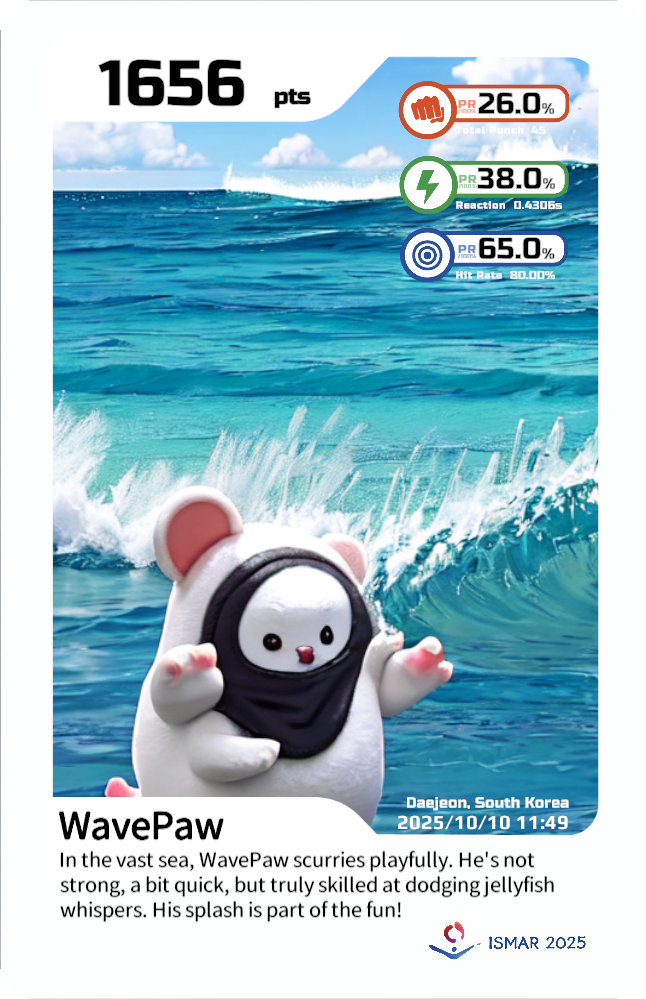 1656 pts
PR 26.0%
/100%
Total Punch 45
PR 38.0%
/100%
Reaction 0.4306s
PR 65.0%
/100%
Hit Rate 80.00%
Daejeon, South Korea
2025/10/10 11:49
WavePaw
In the vast sea, WavePaw scurries playfully. He's not
strong, a bit quick, but truly skilled at dodging jellyfish
whispers. His splash is part of the fun!
ISMAR 2025